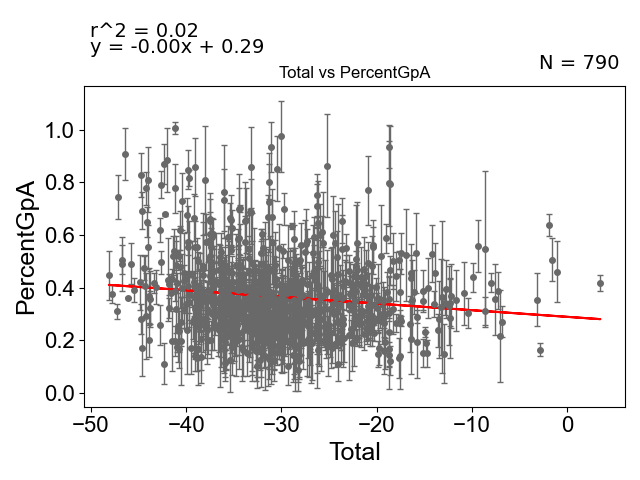 r^2 = 0.02
y = -0.00x + 0.29
N = 790
Total vs PercentGpA
PercentGpA
1.0
0.8
0.6
0.4
0.2
0.0
−50 −40 −30 −20 −10 0
Total